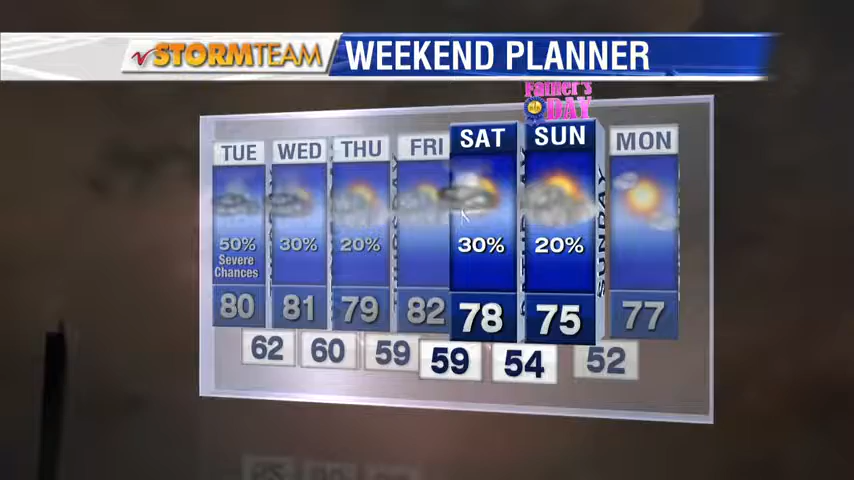 STORMTEAM
WEEKEND PLANNER
Father's
DAY
TUE WED THU FRI SAT SUN MON
50% 30% 20% 30% 20%
Severe
Chances
80 81 79 82 78 75 77
62 60 59 59 54 52
SUNDAY